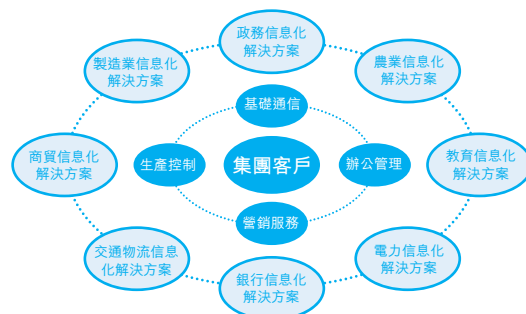 政務信息化
解決方案
製造業信息化
解決方案
農業信息化
解決方案
基礎通信
商貿信息化
解決方案
生產控制
集團客戶
辦公管理
教育信息化
解決方案
營銷服務
交通物流信息
化解決方案
電力信息化
解決方案
銀行信息化
解決方案